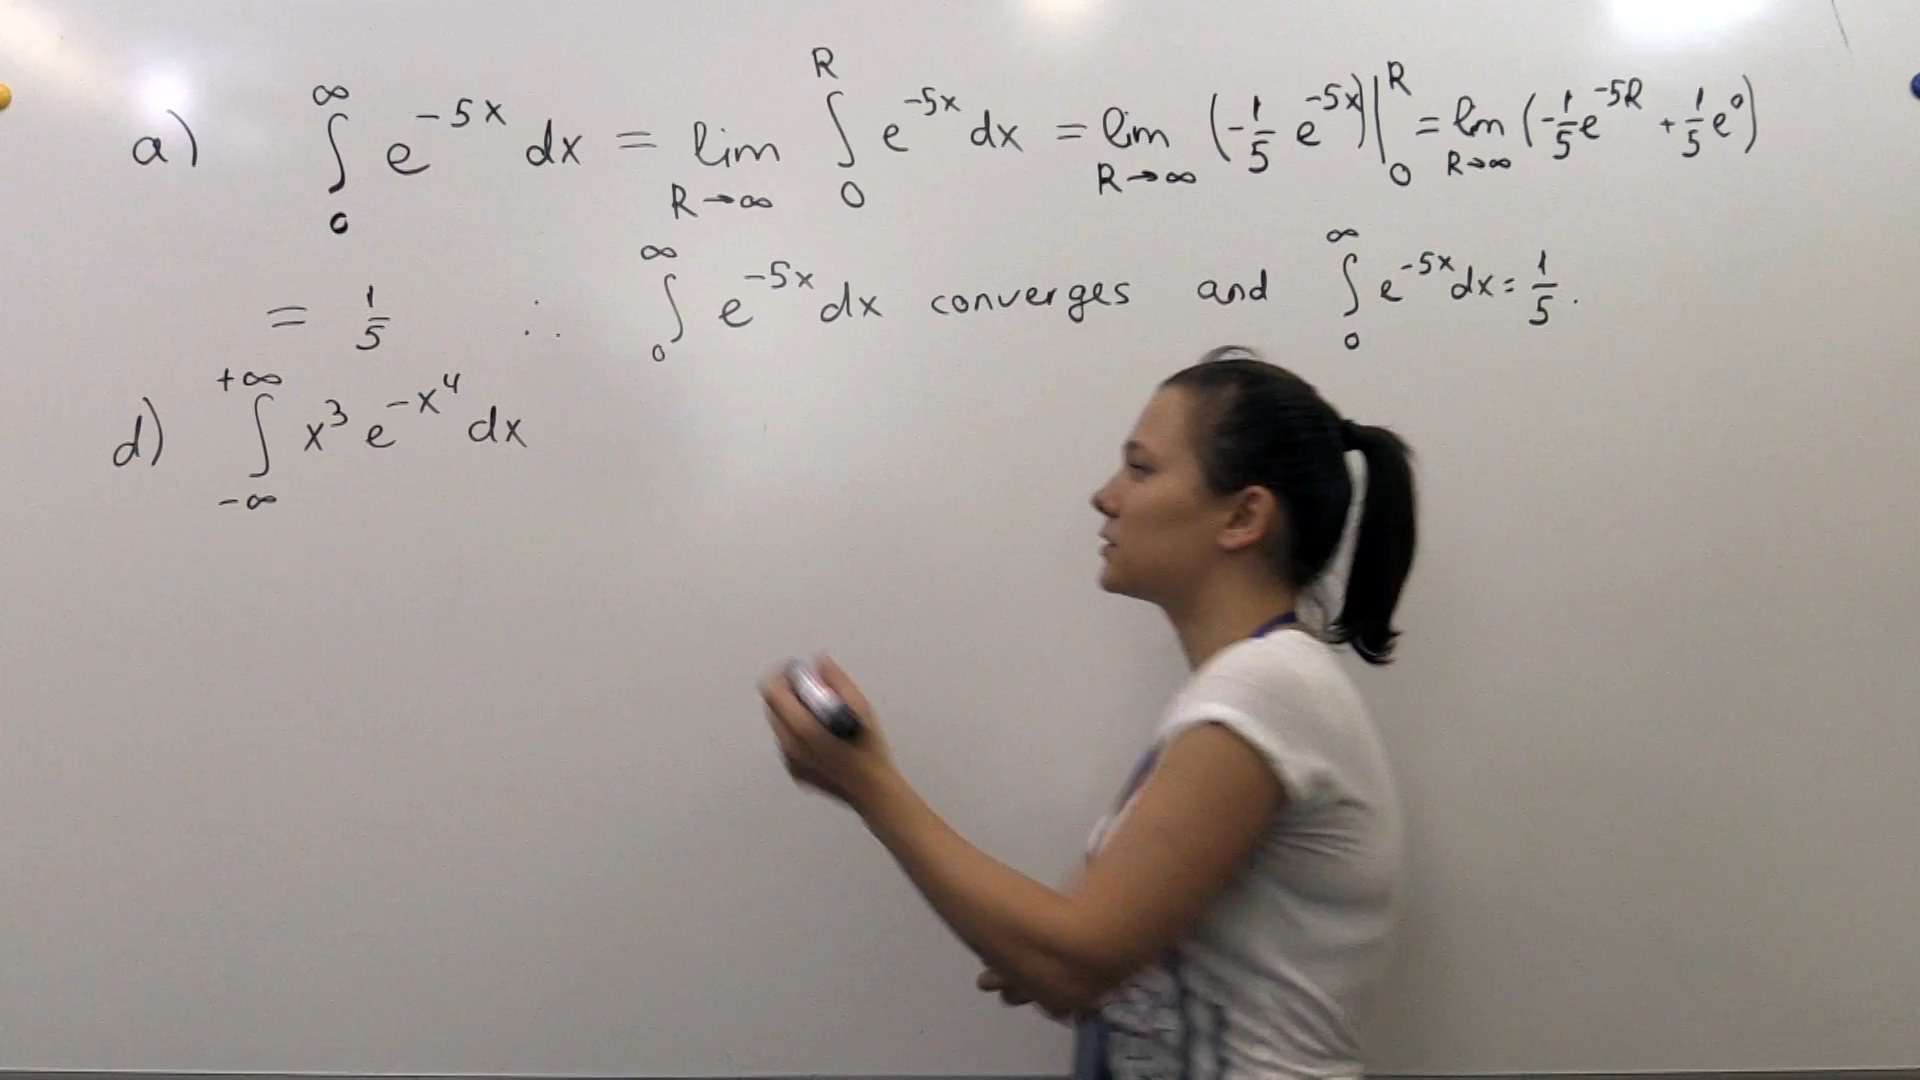 a) ∫₀^∞ e^{-5x} dx = lim_{R→∞} ∫₀^R e^{-5x} dx = lim_{R→∞} (-1/5 e^{-5x})|₀^R = lim_{R→∞} (-1/5 e^{-5R} + 1/5 e⁰)
= 1/5 ∴ ∫₀^∞ e^{-5x} dx converges and ∫₀^∞ e^{-5x} dx = 1/5.
d) ∫_{-∞}^{+∞} x³ e^{-x⁴} dx